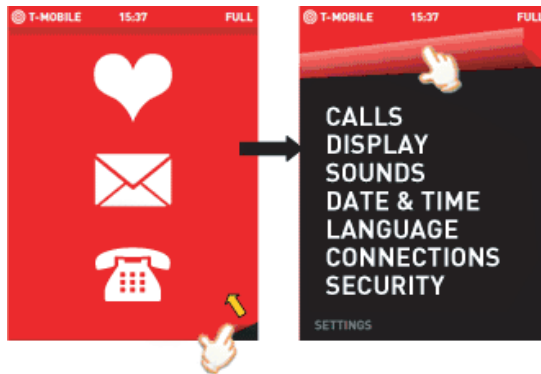 T-MOBILE 15:37 FULL
T-MOBILE 15:37 FULL
CALLS
DISPLAY
SOUNDS
DATE & TIME
LANGUAGE
CONNECTIONS
SECURITY
SETTINGS